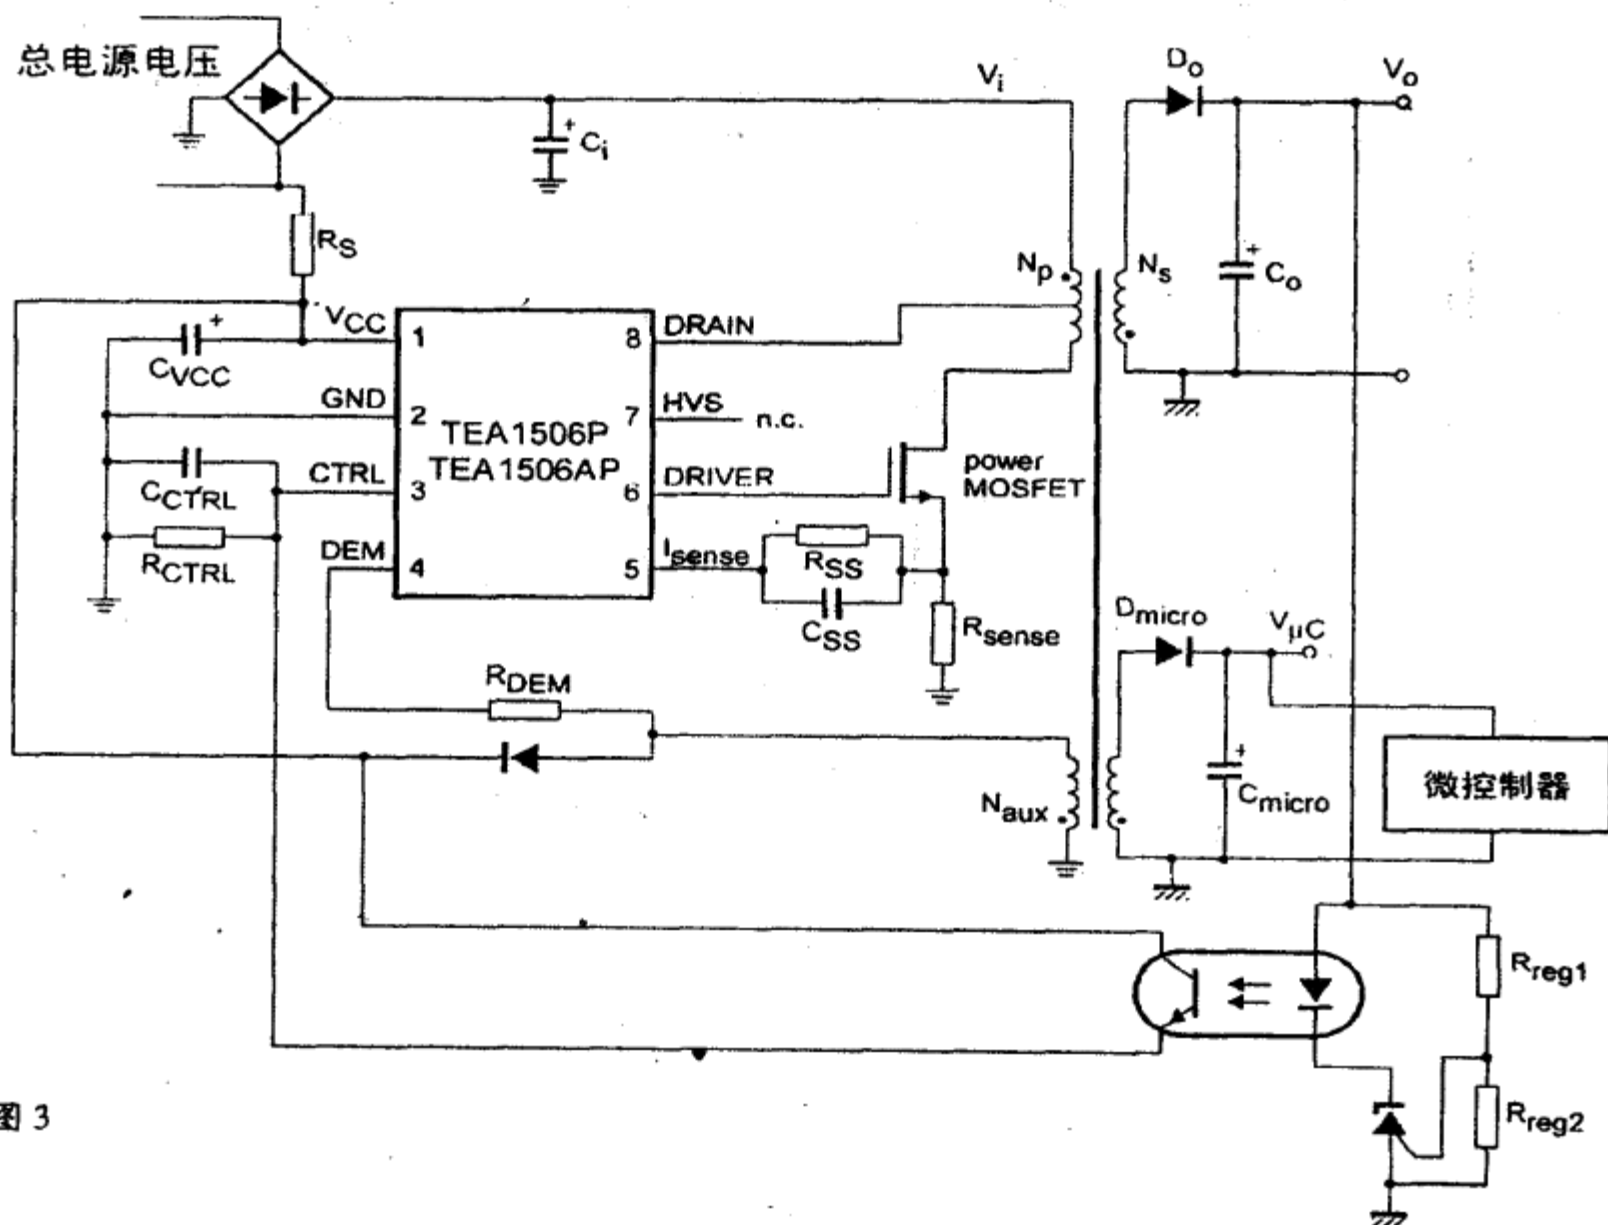 总电源电压
Vi
Do
Vo
Ci
RS
Np
Ns
Co
VCC
1
8
DRAIN
CVCC
GND
2
7
HVS
n.c.
TEA1506P
TEA1506AP
CTRL
3
6
DRIVER
power
MOSFET
CCTRL
RCTRL
DEM
4
5
Isense
RSS
CSS
Rsense
Dmicro
VμC
RDEM
Naux
Cmicro
微控制器
Rreg1
Rreg2
图 3